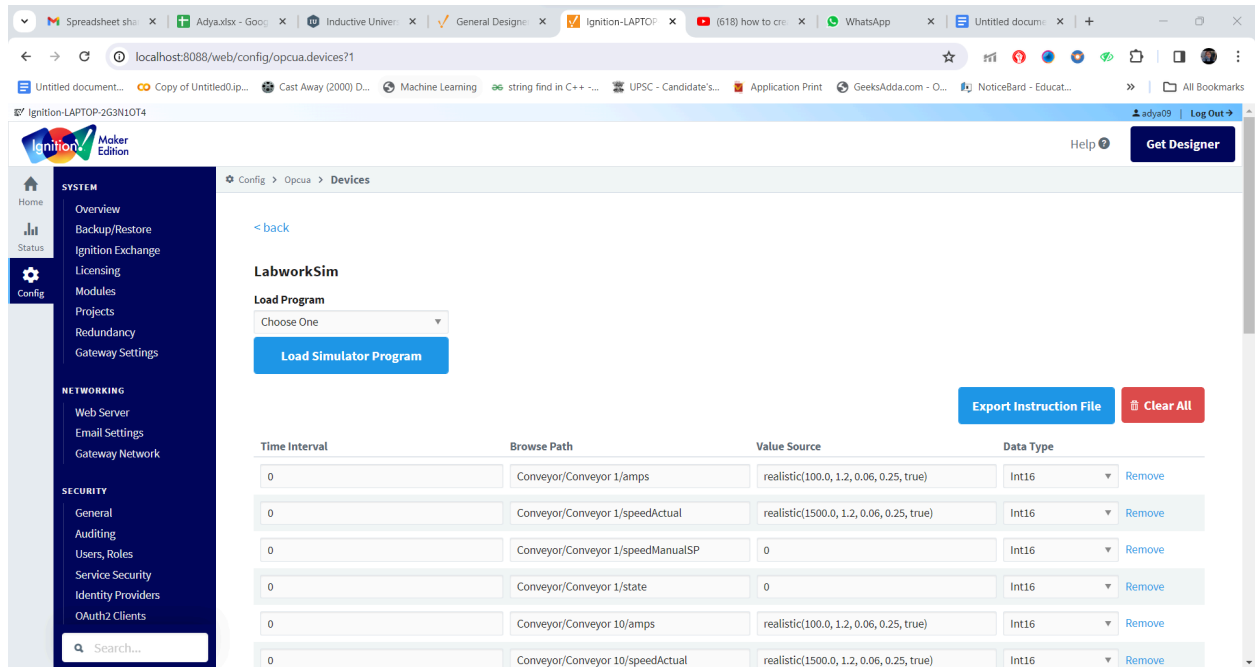 Spreadsheet sha
Adya.xlsx - Goog
Inductive Univer
General Designe
Ignition-LAPTOP
(618) how to cre
WhatsApp
Untitled docume
localhost:8088/web/config/opcua.devices?1
Untitled document...
Copy of Untitled0.ip...
Cast Away (2000) D...
Machine Learning
string find in C++ -...
UPSC - Candidate's...
Application Print
GeeksAdda.com - O...
NoticeBard - Educat...
»
All Bookmarks
Ignition-LAPTOP-2G3N1OT4
adya09 | Log Out
Ignition!
Maker
Edition
Help
Get Designer
Home
Status
Config
SYSTEM
Overview
Backup/Restore
Ignition Exchange
Licensing
Modules
Projects
Redundancy
Gateway Settings
NETWORKING
Web Server
Email Settings
Gateway Network
SECURITY
General
Auditing
Users, Roles
Service Security
Identity Providers
OAuth2 Clients
Search...
Config > Opcua > Devices
< back
LabworkSim
Load Program
Choose One
Load Simulator Program
Export Instruction File
Clear All
Time Interval Browse Path Value Source Data Type
0 Conveyor/Conveyor 1/amps realistic(100.0, 1.2, 0.06, 0.25, true) Int16 Remove
0 Conveyor/Conveyor 1/speedActual realistic(1500.0, 1.2, 0.06, 0.25, true) Int16 Remove
0 Conveyor/Conveyor 1/speedManualSP 0 Int16 Remove
0 Conveyor/Conveyor 1/state 0 Int16 Remove
0 Conveyor/Conveyor 10/amps realistic(100.0, 1.2, 0.06, 0.25, true) Int16 Remove
0 Conveyor/Conveyor 10/speedActual realistic(1500.0, 1.2, 0.06, 0.25, true) Int16 Remove